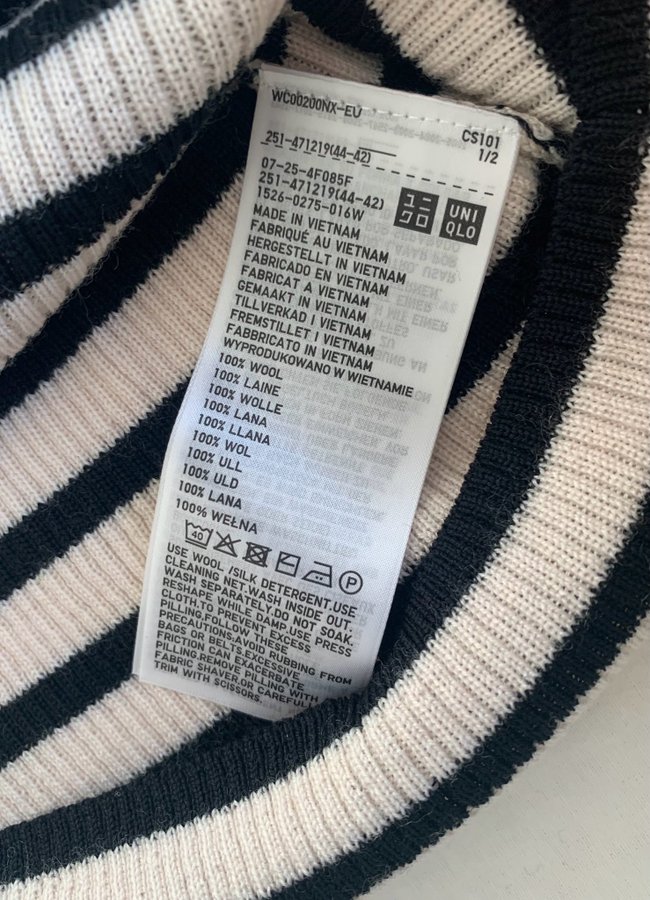 WC00200NX-EU
CS101
1/2
251-471219(44-42)
07-25-4F085F
251-471219(44-42)
1526-0275-016W
ユニ
クロ
UNI
QLO
MADE IN VIETNAM
FABRIQUÉ AU VIETNAM
HERGESTELLT IN VIETNAM
FABRICADO EN VIETNAM
FABRICAT A VIETNAM
GEMAAKT IN VIETNAM
TILLVERKAD I VIETNAM
FREMSTILLET I VIETNAM
FABBRICATO IN VIETNAM
WYPRODUKOWANO W WIETNAMIE
100% WOOL
100% LAINE
100% WOLLE
100% LANA
100% LLANA
100% WOL
100% ULL
100% ULD
100% LANA
100% WEŁNA
40
P
USE WOOL /SILK DETERGENT.USE
CLEANING NET.WASH INSIDE OUT.
WASH SEPARATELY.DO NOT SOAK.
RESHAPE WHILE DAMP.USE PRESS
CLOTH.TO PREVENT EXCESS
PILLING,FOLLOW THESE
PRECAUTIONS,AVOID RUBBING FROM
BAGS OR BELTS.EXCESSIVE
FRICTION CAN EXACERBATE
PILLING.REMOVE PILLING WITH A
FABRIC SHAVER,OR CAREFULLY
TRIM WITH SCISSORS.